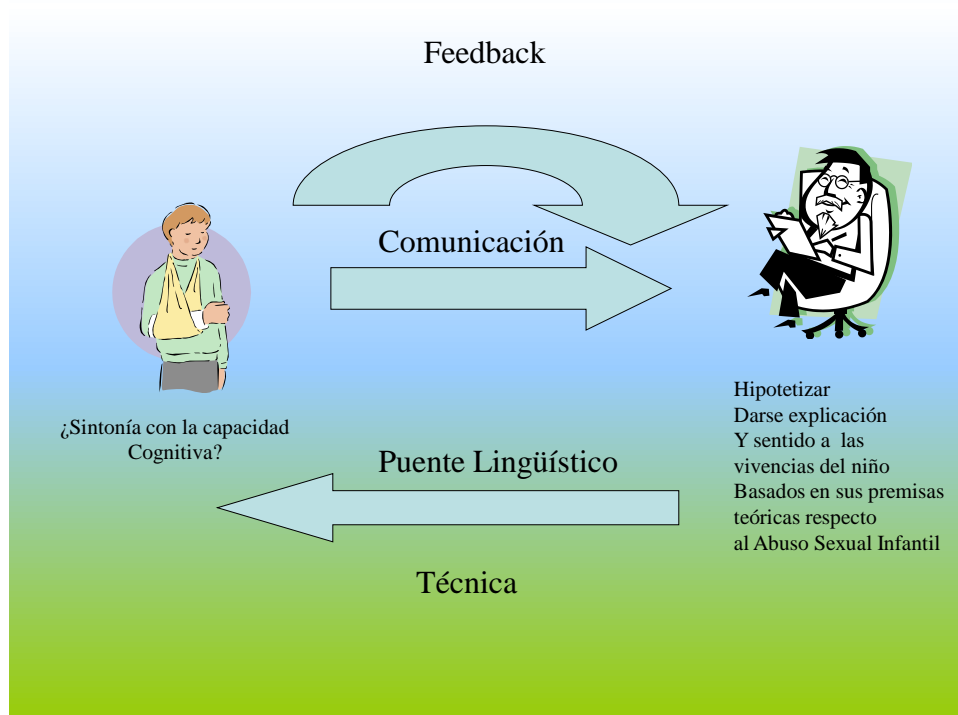 Feedback
Comunicación
¿Sintonía con la capacidad
Cognitiva?
Puente Lingüístico
Técnica
Hipotetizar
Darse explicación
Y sentido a las
vivencias del niño
Basados en sus premisas
teóricas respecto
al Abuso Sexual Infantil